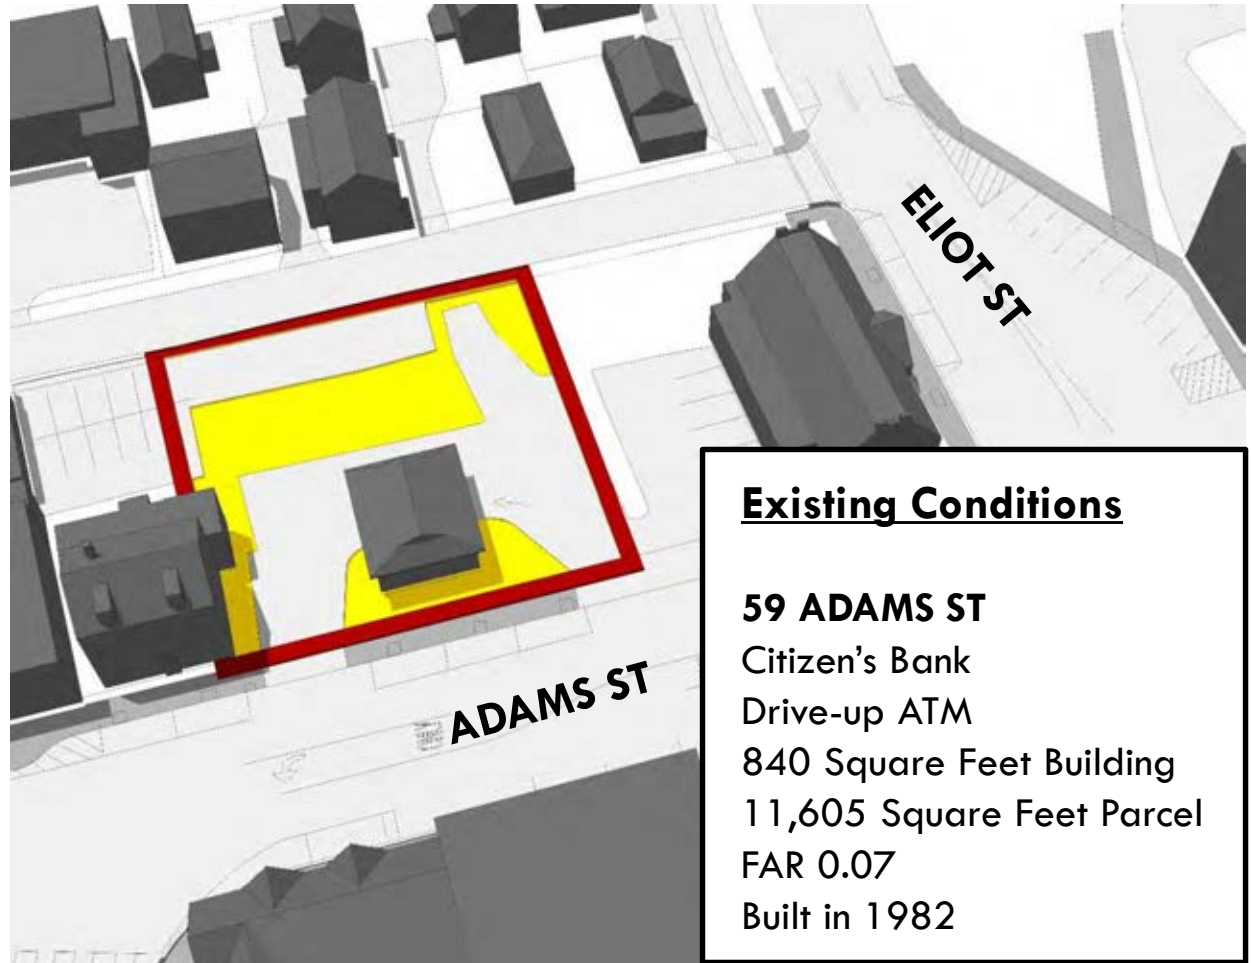 ELIOT ST
ADAMS ST
Existing Conditions
59 ADAMS ST
Citizen’s Bank
Drive-up ATM
840 Square Feet Building
11,605 Square Feet Parcel
FAR 0.07
Built in 1982